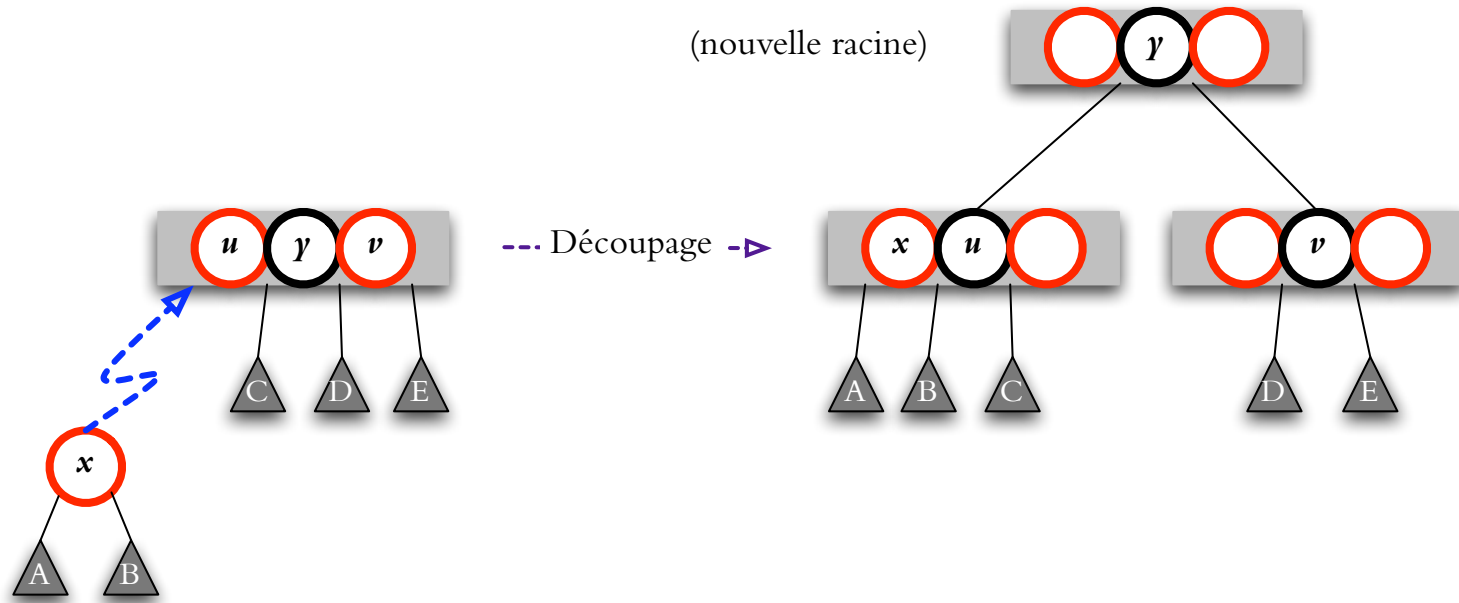 (nouvelle racine)
y
u y v
Découpage
x u
v
C D E
A B C
D E
x
A B